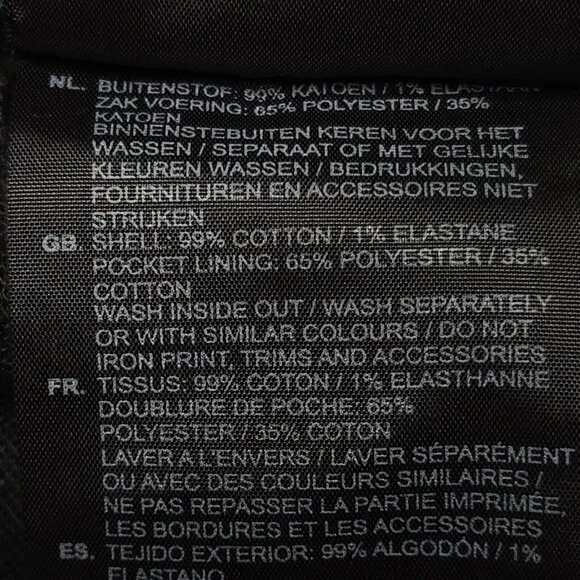 NL. BUITENSTOF: 99% KATOEN / 1% ELASTAAN
ZAK VOERING: 65% POLYESTER / 35%
KATOEN
BINNENSTEBUITEN KEREN VOOR HET
WASSEN / SEPARAAT OF MET GELIJKE
KLEUREN WASSEN / BEDRUKKINGEN,
FOURNITUREN EN ACCESSOIRES NIET
STRIJKEN
GB. SHELL: 99% COTTON / 1% ELASTANE
POCKET LINING: 65% POLYESTER / 35%
COTTON
WASH INSIDE OUT / WASH SEPARATELY
OR WITH SIMILAR COLOURS / DO NOT
IRON PRINT, TRIMS AND ACCESSORIES
FR. TISSUS: 99% COTON / 1% ELASTHANNE
DOUBLURE DE POCHE: 65%
POLYESTER / 35% COTON
LAVER A L'ENVERS / LAVER SÉPARÉMENT
OU AVEC DES COULEURS SIMILAIRES /
NE PAS REPASSER LA PARTIE IMPRIMÉE,
LES BORDURES ET LES ACCESSOIRES
ES. TEJIDO EXTERIOR: 99% ALGODÓN / 1%
ELASTANO